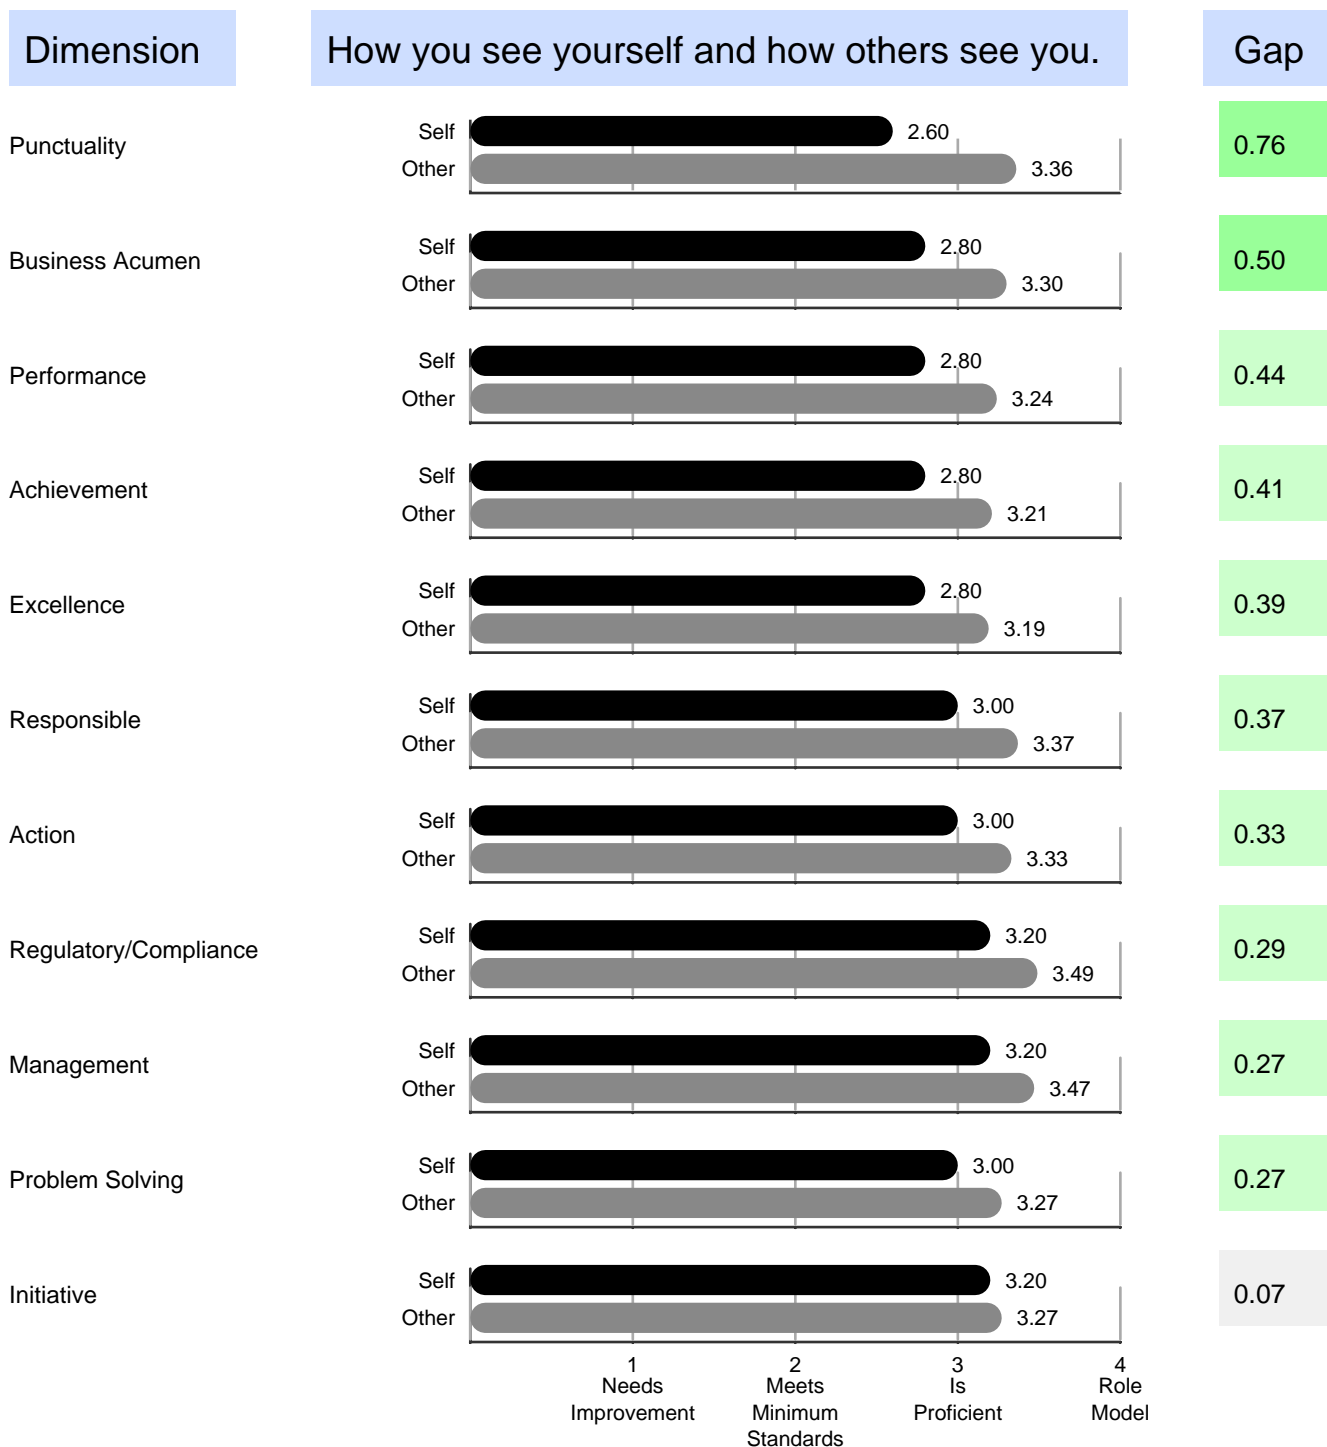 Dimension
How you see yourself and how others see you.
Gap
Punctuality
Self
2.60
Other
3.36
0.76
Business Acumen
Self
2.80
Other
3.30
0.50
Performance
Self
2.80
Other
3.24
0.44
Achievement
Self
2.80
Other
3.21
0.41
Excellence
Self
2.80
Other
3.19
0.39
Responsible
Self
3.00
Other
3.37
0.37
Action
Self
3.00
Other
3.33
0.33
Regulatory/Compliance
Self
3.20
Other
3.49
0.29
Management
Self
3.20
Other
3.47
0.27
Problem Solving
Self
3.00
Other
3.27
0.27
Initiative
Self
3.20
Other
3.27
0.07
1
Needs
Improvement
2
Meets
Minimum
Standards
3
Is
Proficient
4
Role
Model